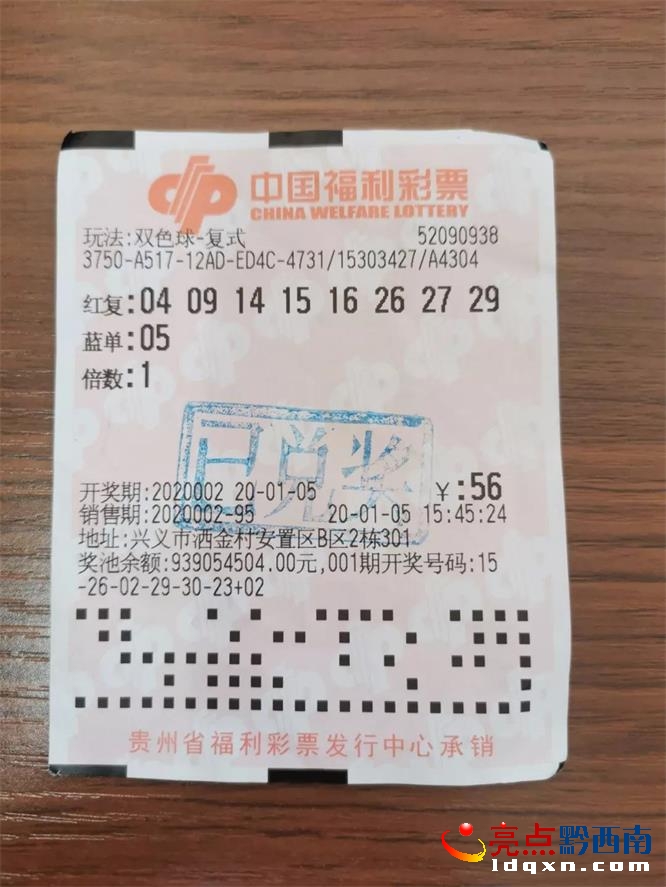 中国福利彩票
CHINA WELFARE LOTTERY
玩法:双色球-复式 52090938
3750-A517-12AD-ED4C-4731/15303427/A4304
红复:04 09 14 15 16 26 27 29
蓝单:05
倍数:1
已兑奖
开奖期:2020002 20-01-05 ¥:56
销售期:2020002-95 20-01-05 15:45:24
地址:兴义市洒金村安置区B区2栋301
奖池余额:939054504.00元,001期开奖号码:15
-26-02-29-30-23+02
贵州省福利彩票发行中心承销
亮点黔西南
ldqxn.com